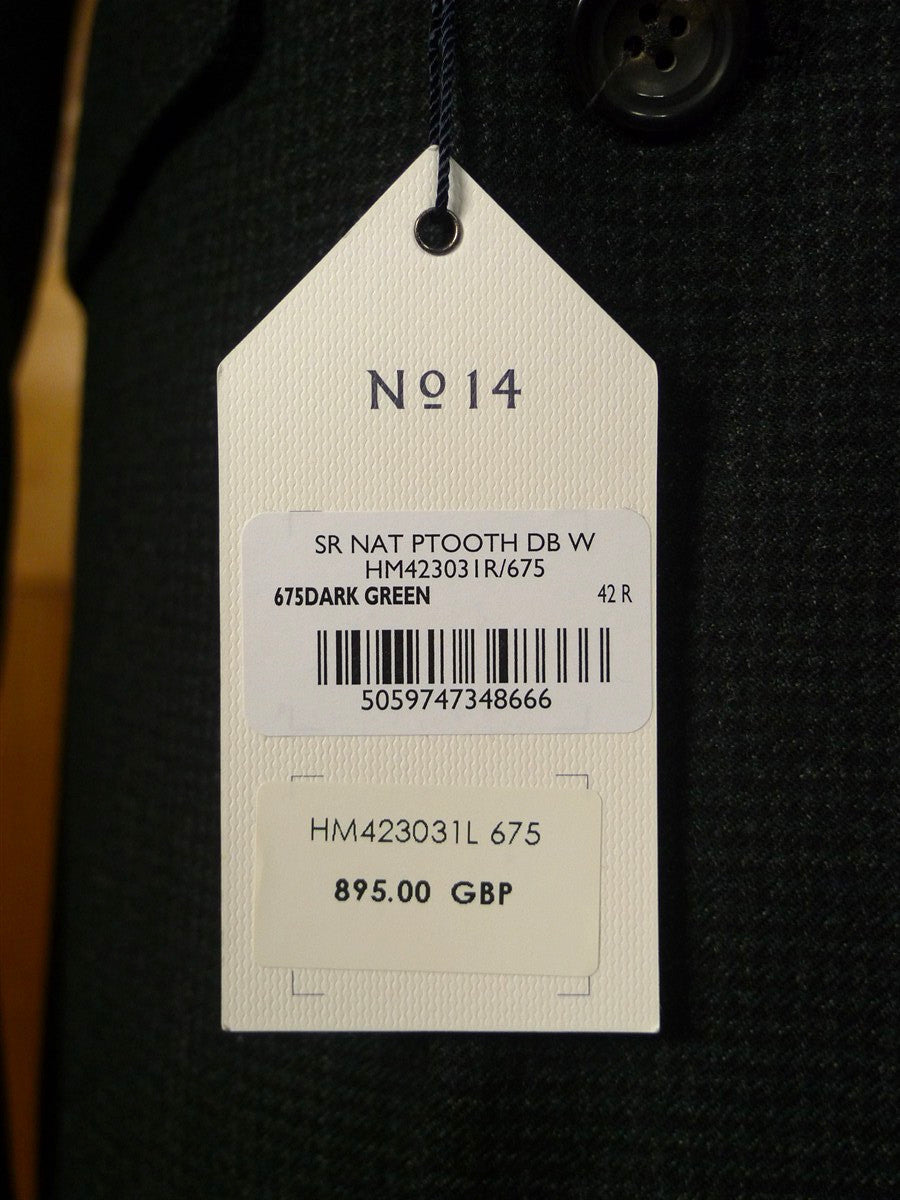 Nº 14
SR NAT PTOOTH DB W
HM423031R/675
675DARK GREEN 42 R
5059747348666
HM423031L 675
895.00 GBP